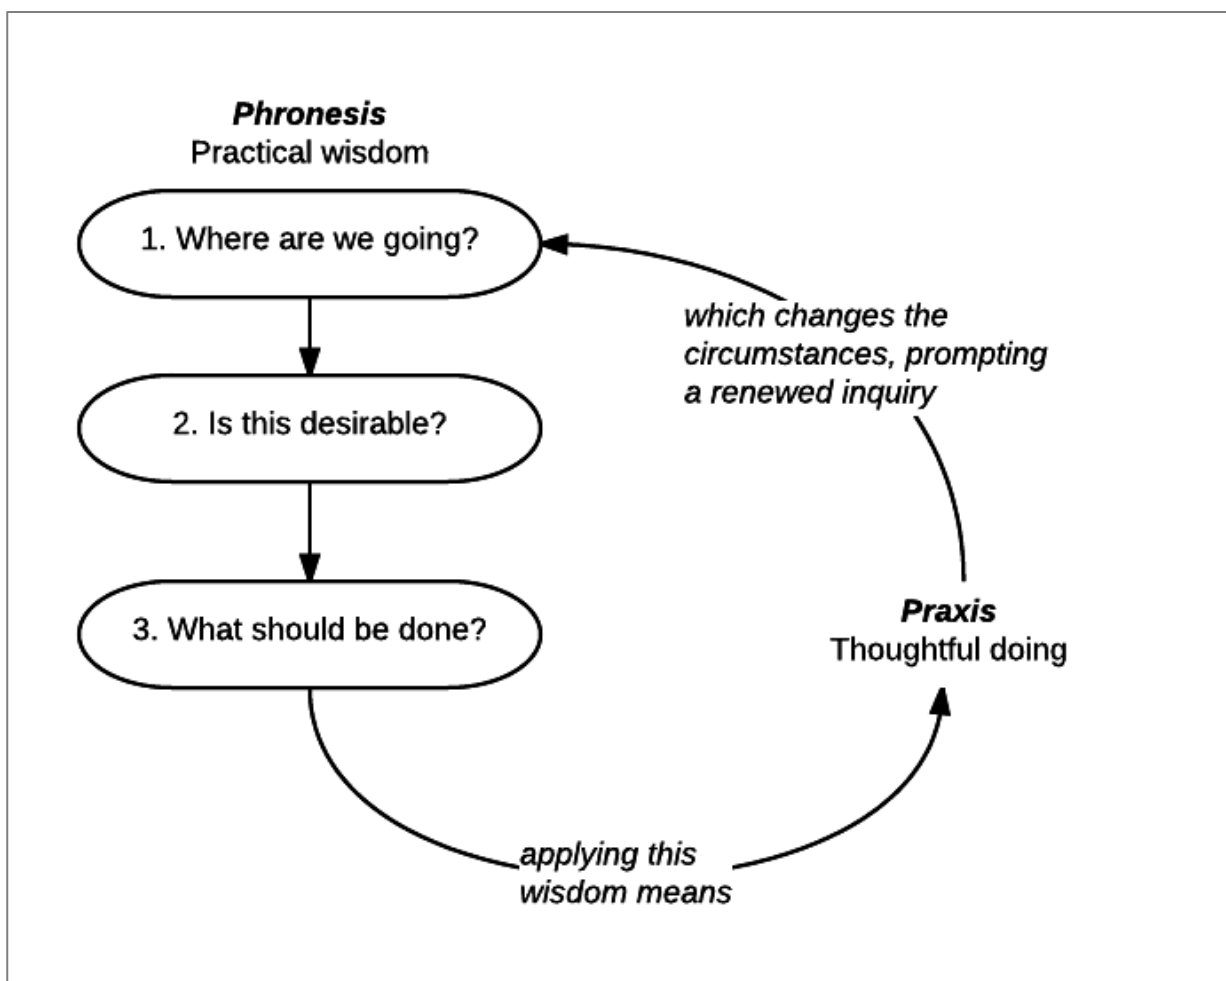 Phronesis
Practical wisdom
1. Where are we going?
which changes the
circumstances, prompting
a renewed inquiry
2. Is this desirable?
3. What should be done?
Praxis
Thoughtful doing
applying this
wisdom means